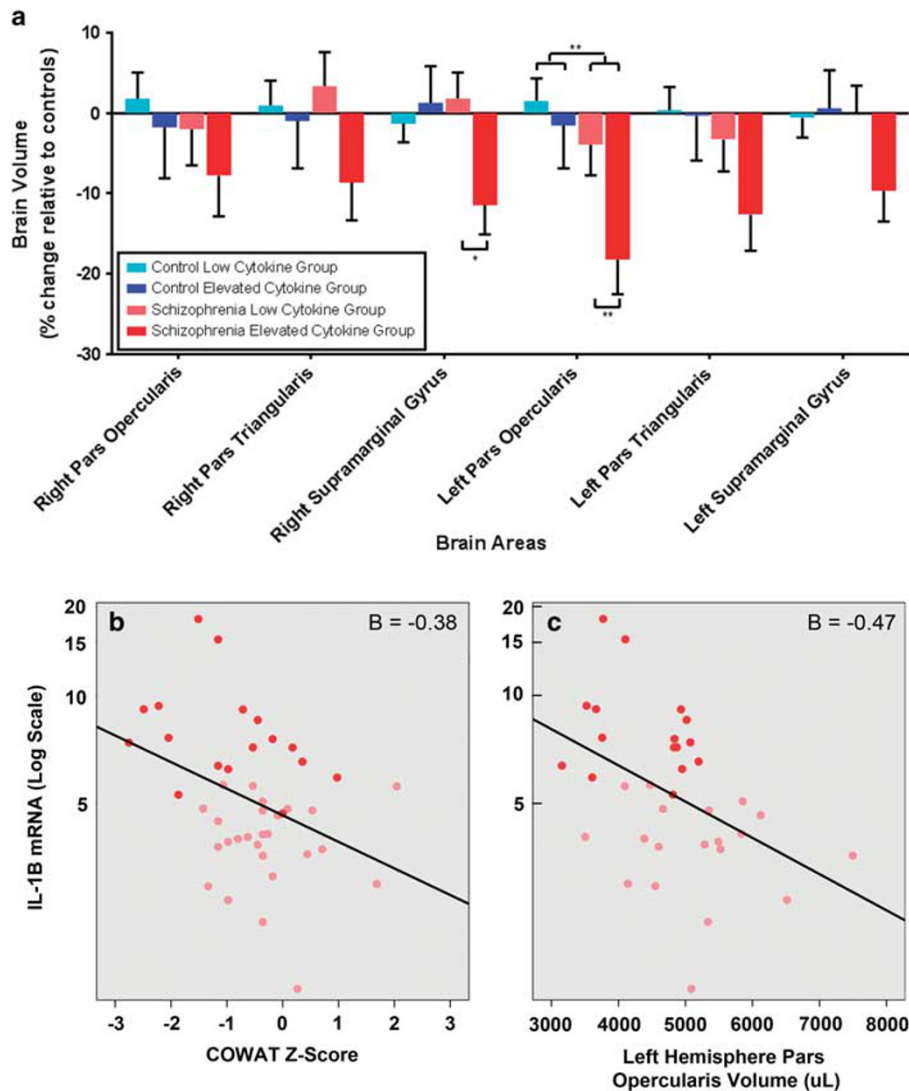 a
Brain Volume
(% change relative to controls)
10
0
-10
-20
-30
**
*
**
Control Low Cytokine Group
Control Elevated Cytokine Group
Schizophrenia Low Cytokine Group
Schizophrenia Elevated Cytokine Group
Right Pars Opercularis
Right Pars Triangularis
Right Supramarginal Gyrus
Left Pars Opercularis
Left Pars Triangularis
Left Supramarginal Gyrus
Brain Areas
b
B = -0.38
IL-1B mRNA (Log Scale)
20
15
10
5
-3 -2 -1 0 1 2 3
COWAT Z-Score
c
B = -0.47
20
15
10
5
3000 4000 5000 6000 7000 8000
Left Hemisphere Pars
Opercularis Volume (uL)